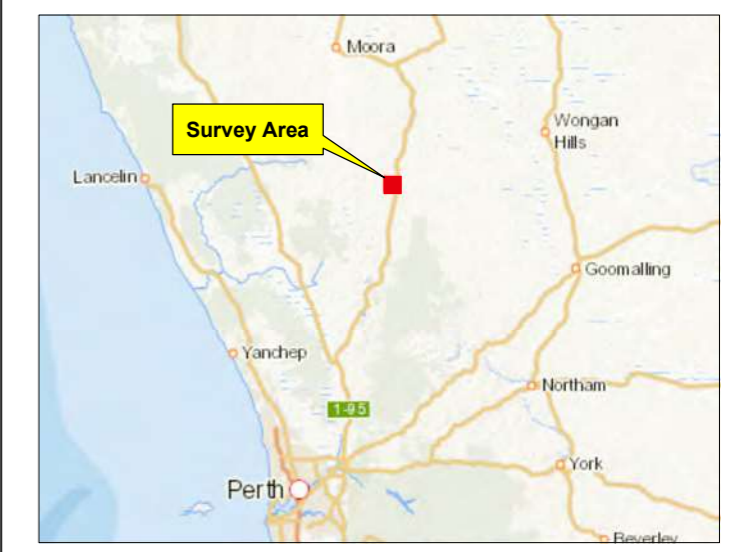 Moora
Survey Area
Wongan
Hills
Lancelin
Goomalling
Yanchep
Northam
1-95
York
Perth
Beverley